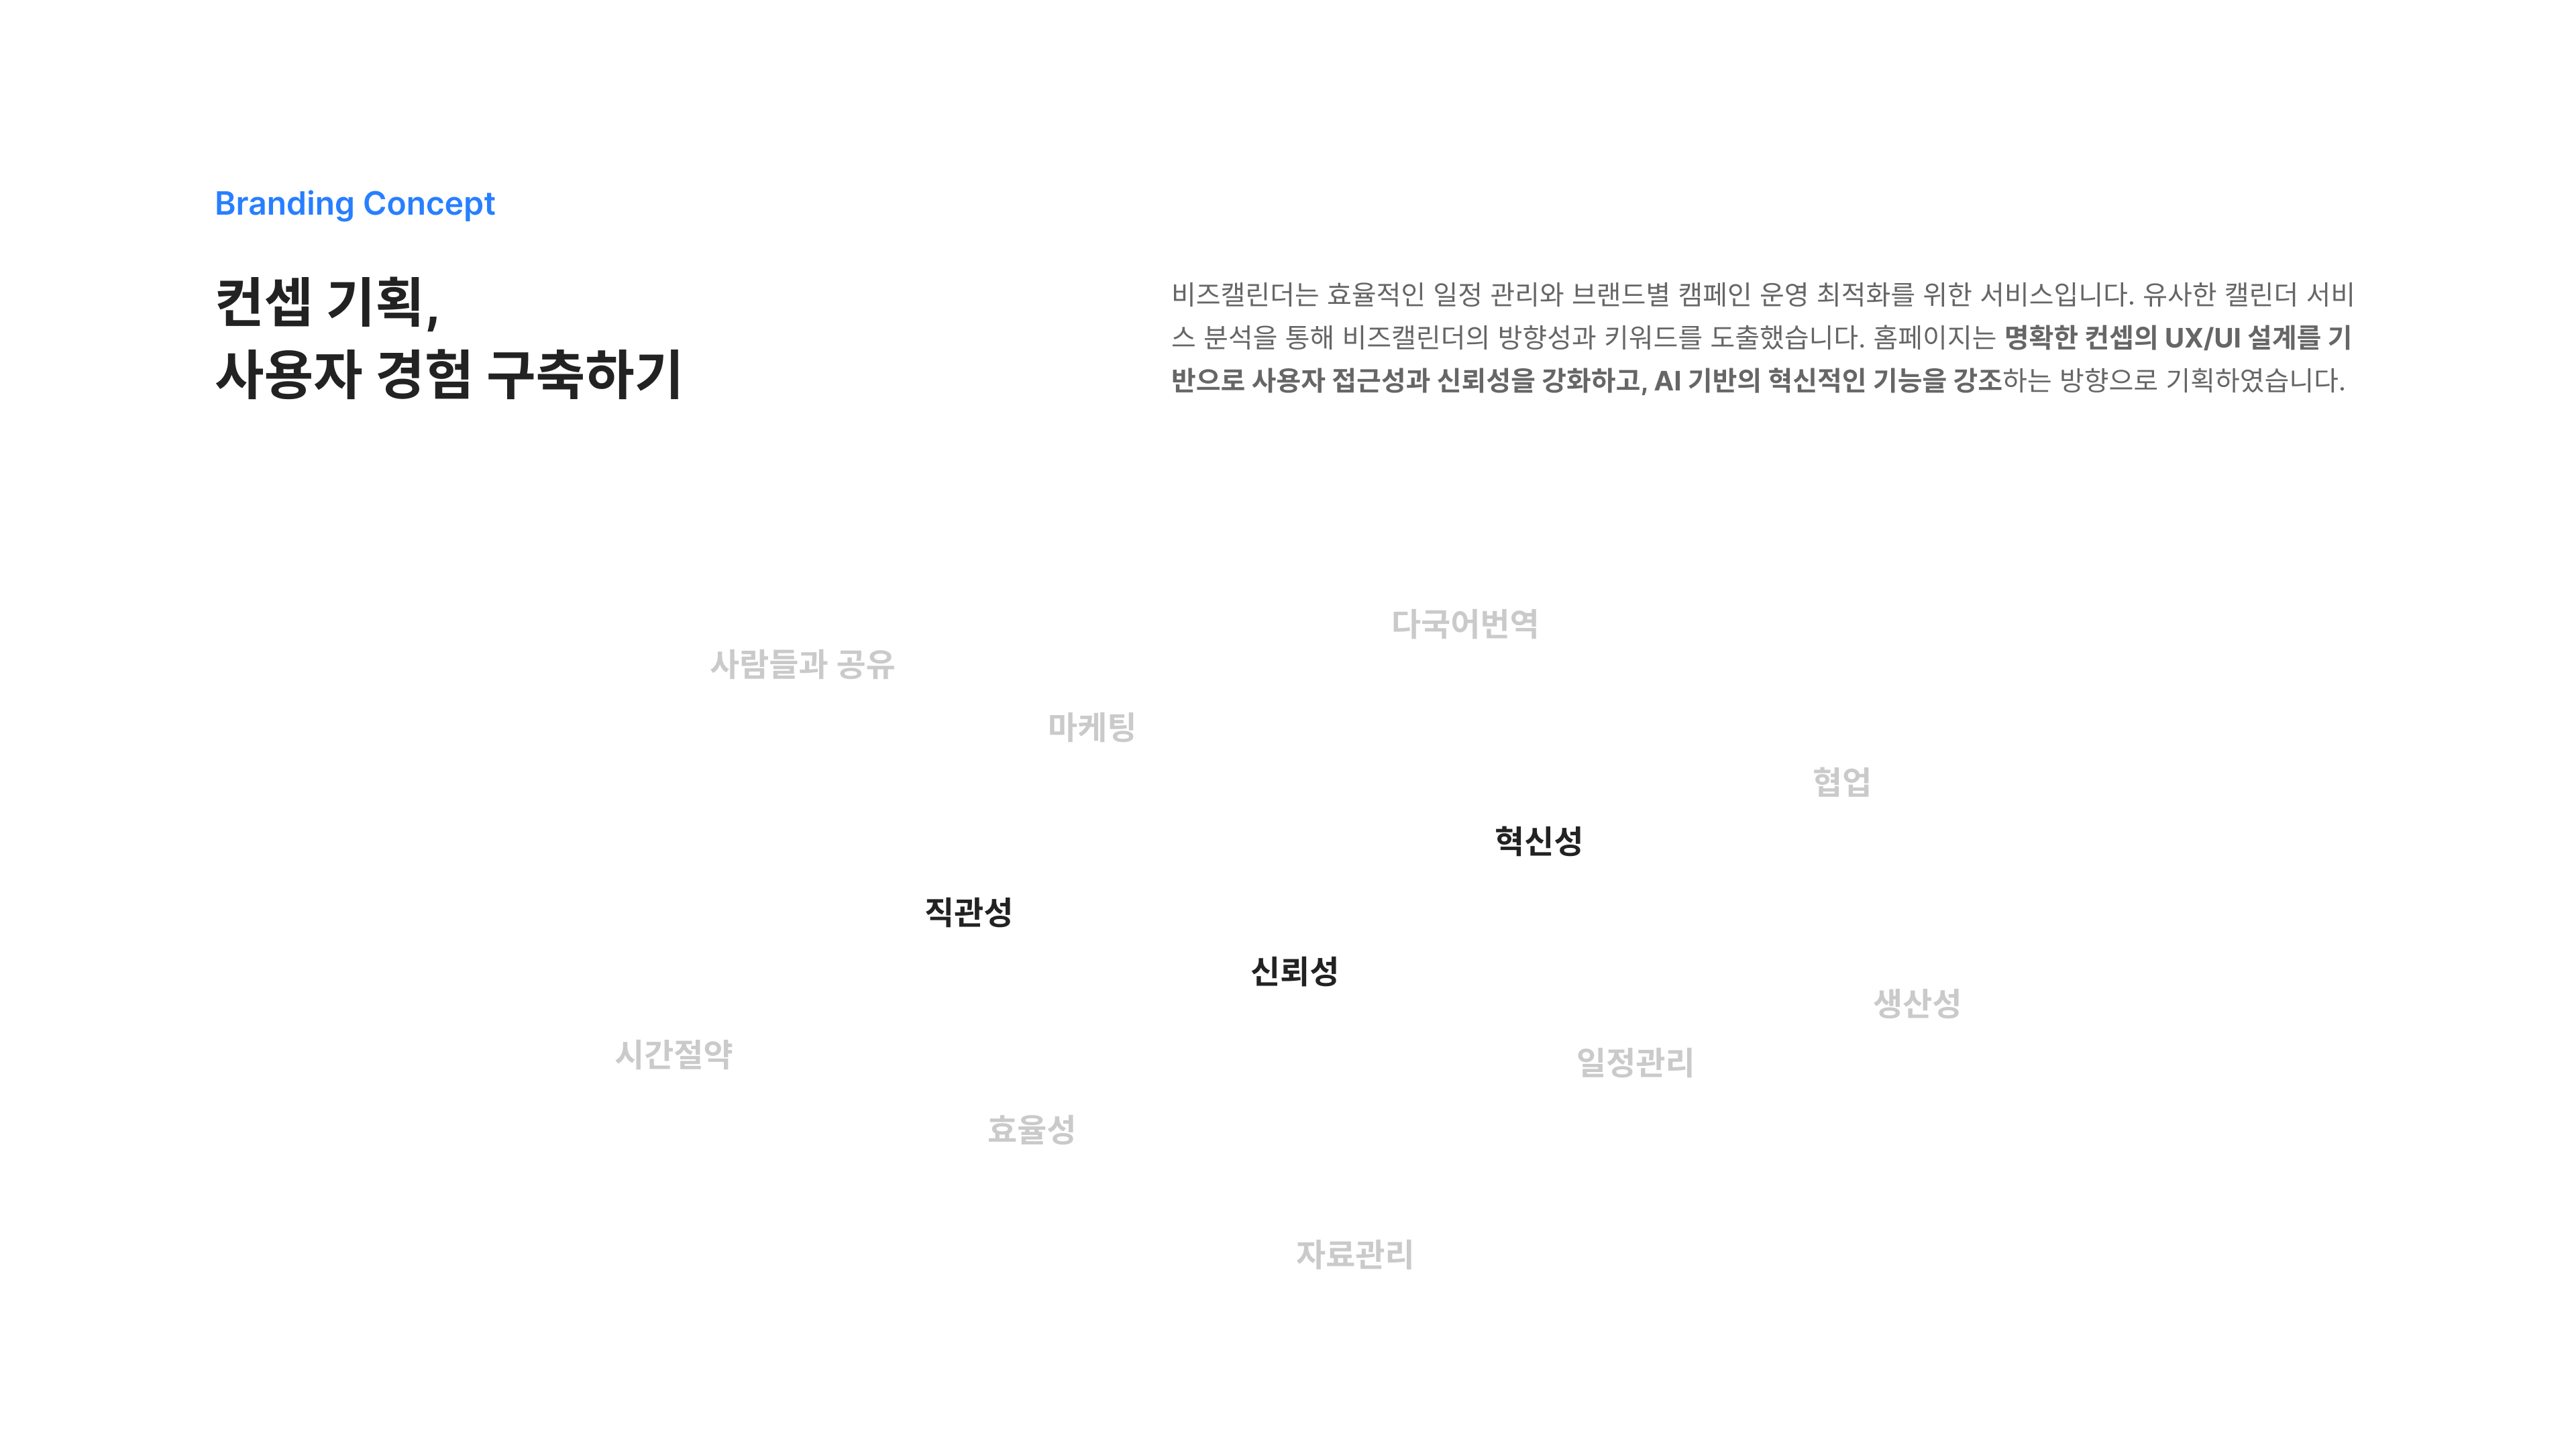 Branding Concept
컨셉 기획,
사용자 경험 구축하기
비즈캘린더는 효율적인 일정 관리와 브랜드별 캠페인 운영 최적화를 위한 서비스입니다. 유사한 캘린더 서비
스 분석을 통해 비즈캘린더의 방향성과 키워드를 도출했습니다. 홈페이지는 명확한 컨셉의 UX/UI 설계를 기
반으로 사용자 접근성과 신뢰성을 강화하고, AI 기반의 혁신적인 기능을 강조하는 방향으로 기획하였습니다.
다국어번역
사람들과 공유
마케팅
협업
혁신성
직관성
신뢰성
생산성
시간절약
일정관리
효율성
자료관리